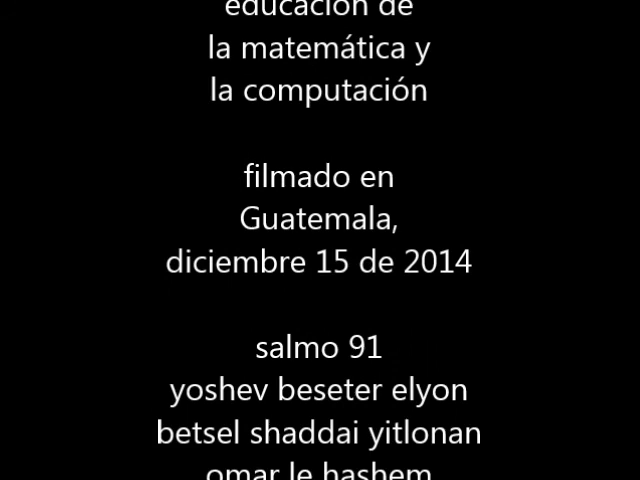 educación de
la matemática y
la computación
filmado en
Guatemala,
diciembre 15 de 2014
salmo 91
yoshev beseter elyon
betsel shaddai yitlonan
omar le hashem